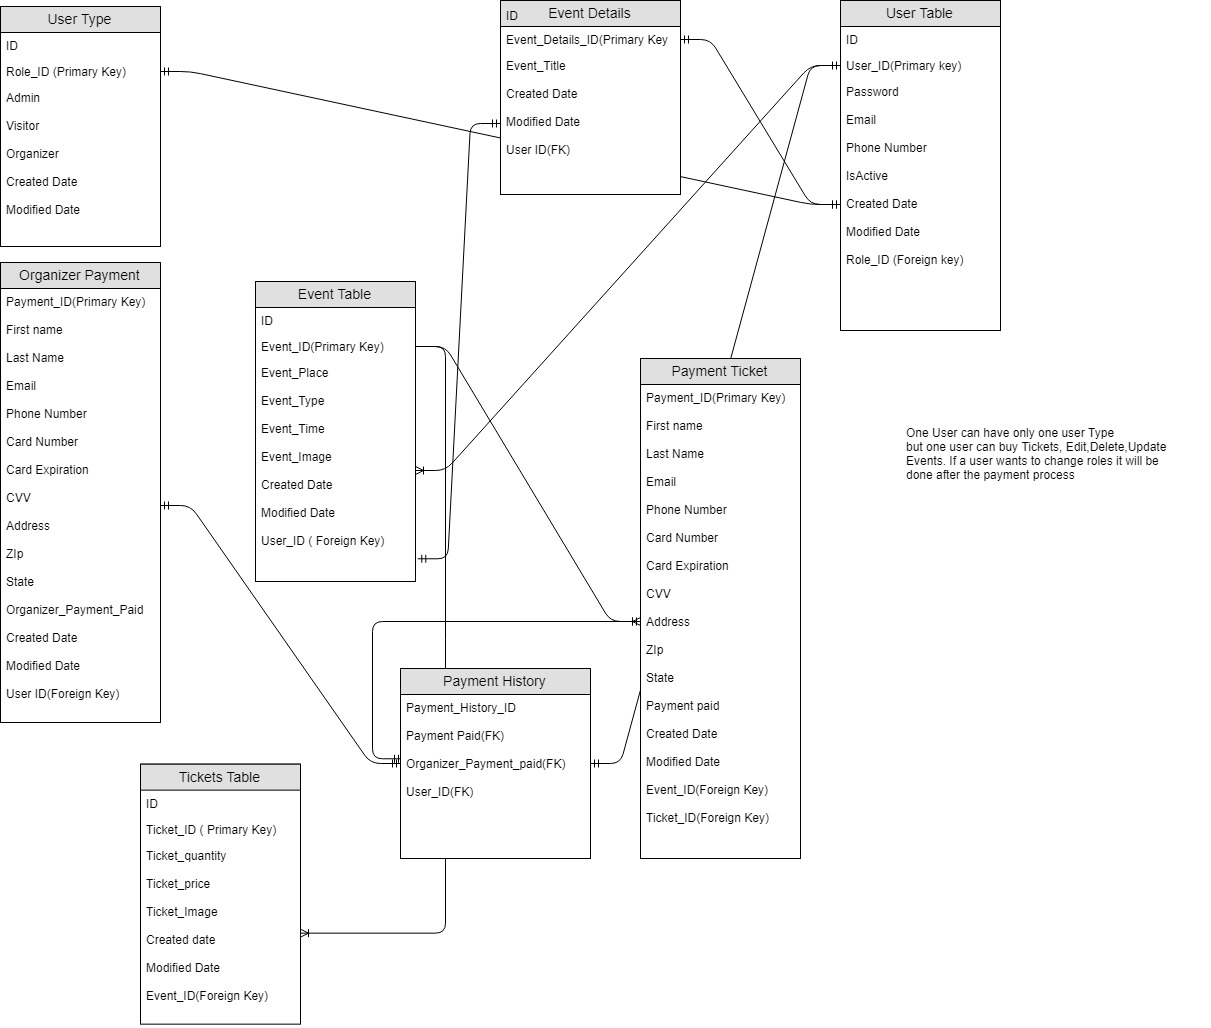 User Type
ID
Role_ID (Primary Key)
Admin
Visitor
Organizer
Created Date
Modified Date
ID
Event Details
Event_Details_ID(Primary Key
Event_Title
Created Date
Modified Date
User ID(FK)
User Table
ID
User_ID(Primary key)
Password
Email
Phone Number
IsActive
Created Date
Modified Date
Role_ID (Foreign key)
Organizer Payment
Payment_ID(Primary Key)
First name
Last Name
Email
Phone Number
Card Number
Card Expiration
CVV
Address
ZIp
State
Organizer_Payment_Paid
Created Date
Modified Date
User ID(Foreign Key)
Event Table
ID
Event_ID(Primary Key)
Event_Place
Event_Type
Event_Time
Event_Image
Created Date
Modified Date
User_ID ( Foreign Key)
Payment Ticket
Payment_ID(Primary Key)
First name
Last Name
Email
Phone Number
Card Number
Card Expiration
CVV
Address
ZIp
State
Payment paid
Created Date
Modified Date
Event_ID(Foreign Key)
Ticket_ID(Foreign Key)
One User can have only one user Type
but one user can buy Tickets, Edit,Delete,Update
Events. If a user wants to change roles it will be
done after the payment process
Payment History
Payment_History_ID
Payment Paid(FK)
Organizer_Payment_paid(FK)
User_ID(FK)
Tickets Table
ID
Ticket_ID ( Primary Key)
Ticket_quantity
Ticket_price
Ticket_Image
Created date
Modified Date
Event_ID(Foreign Key)